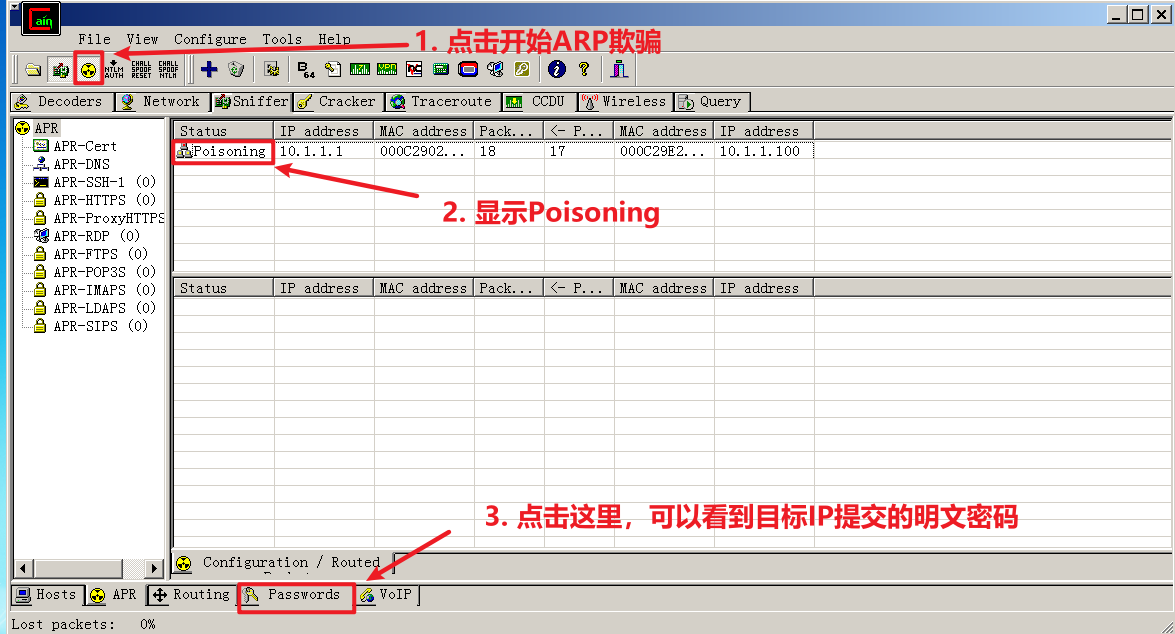 Cain
File View Configure Tools Help
1. 点击开始ARP欺骗
NTLM AUTH CHALL SPOOF RESET CHALL SPOOF NTLM B 64
Decoders Network Sniffer Cracker Traceroute CCDU Wireless Query
APR
APR-Cert
APR-DNS
APR-SSH-1 (0)
APR-HTTPS (0)
APR-ProxyHTTPS
APR-RDP (0)
APR-FTPS (0)
APR-POP3S (0)
APR-IMAPS (0)
APR-LDAPS (0)
APR-SIPS (0)
Status IP address MAC address Pack... <- P... MAC address IP address
Poisoning 10.1.1.1 000C2902... 18 17 000C29E2... 10.1.1.100
2. 显示Poisoning
Status IP address MAC address Pack... <- P... MAC address IP address
3. 点击这里，可以看到目标IP提交的明文密码
Configuration / Routed
Hosts APR Routing Passwords VoIP
Lost packets: 0%